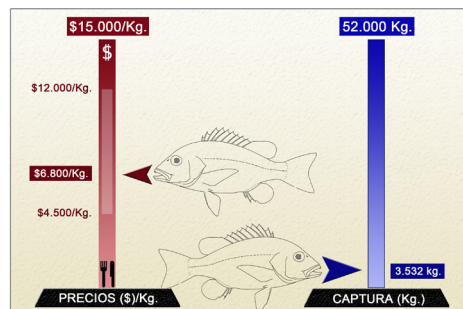 $15.000/Kg.
52.000 Kg.
$
$12.000/Kg.
$6.800/Kg.
$4.500/Kg.
3.532 kg.
PRECIOS ($)/Kg.
CAPTURA (Kg.)